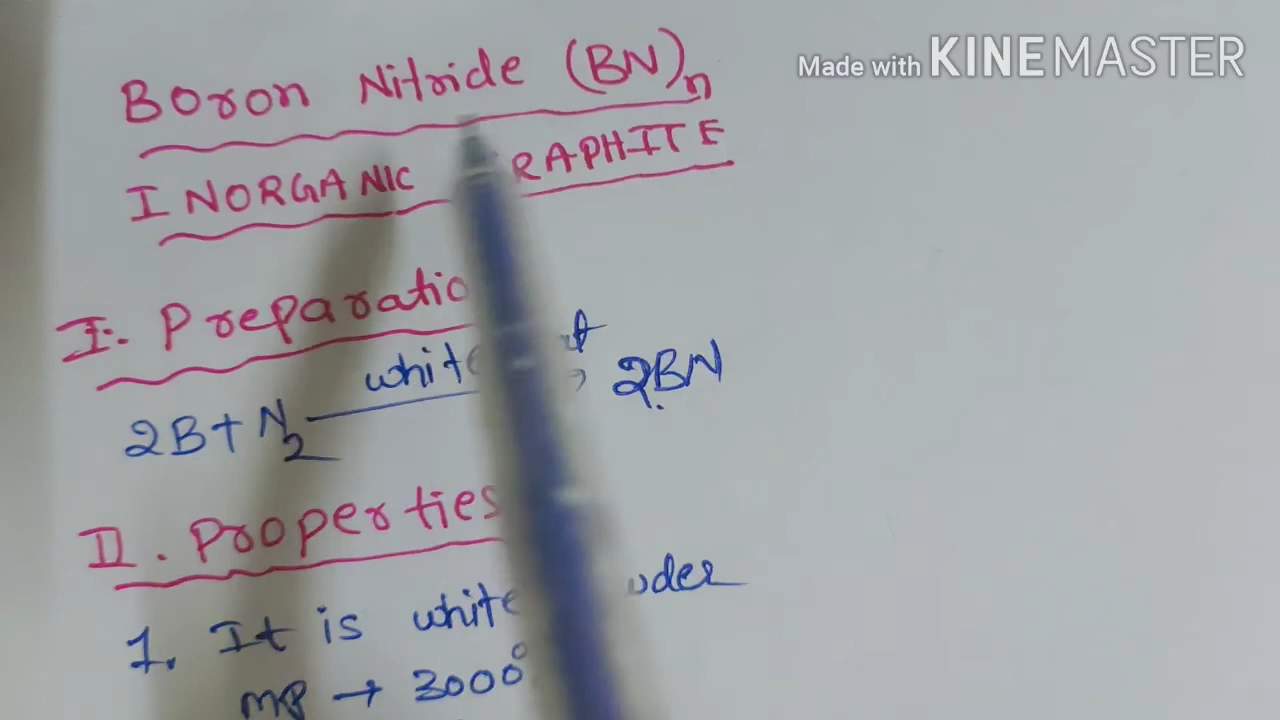 Made with KINEMASTER
Boron Nitride (BN)n
INORGANIC RAPHITE
I. Preparatio
2B+N2 white 2BN
II. Properties
1. It is white
mp → 3000°